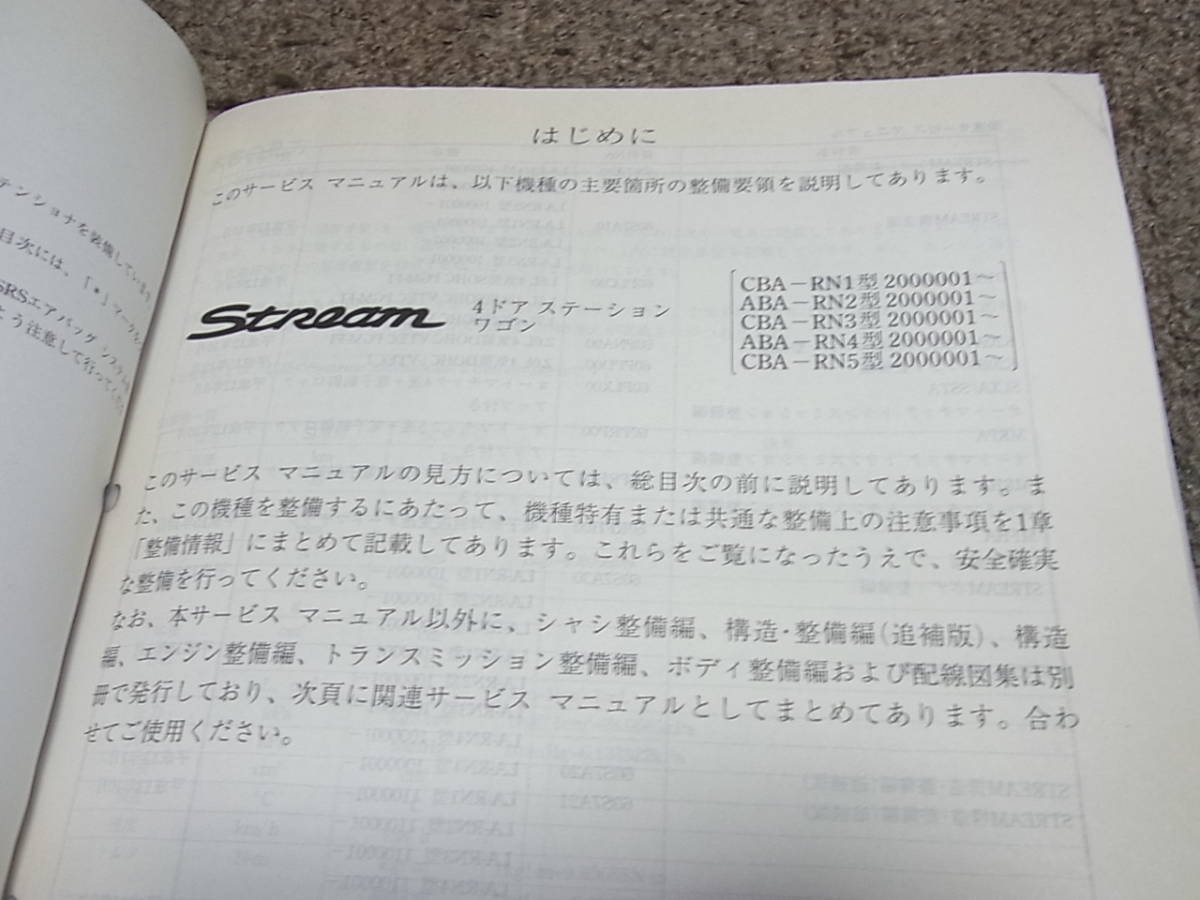 テンショナを装備しています
目次には、「*」マークを
SRSエアバッグ システム
はじめに
このサービス マニュアルは、以下機種の主要箇所の整備要領を説明してあります。
Stream
4ドア ステーション
ワゴン
CBA－RN1型 2000001～
ABA－RN2型 2000001～
CBA－RN3型 2000001～
ABA－RN4型 2000001～
CBA－RN5型 2000001～
このサービス マニュアルの見方については、総目次の前に説明してあります。ま
た、この機種を整備するにあたって、機種特有または共通な整備上の注意事項を1章
「整備情報」にまとめて記載してあります。これらをご覧になったうえで、安全確実
な整備を行ってください。
なお、本サービス マニュアル以外に、シャシ整備編、構造・整備編（追補版）、構造
編、エンジン整備編、トランスミッション整備編、ボディ整備編および配線図集は別
冊で発行しており、次頁に関連サービス マニュアルとしてまとめてあります。合わ
せてご使用ください。